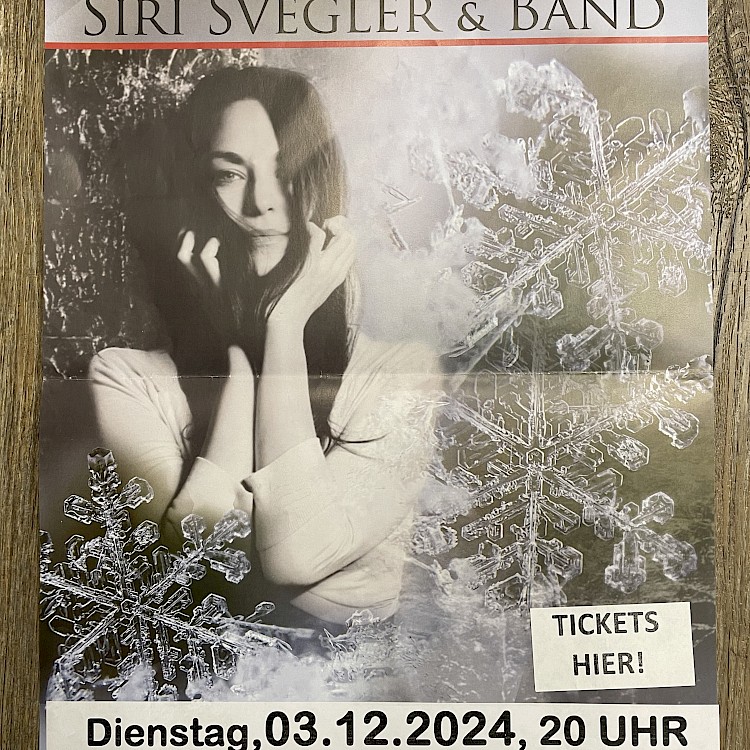 SIRI SVEGLER & BAND
TICKETS
HIER!
Dienstag,03.12.2024, 20 UHR